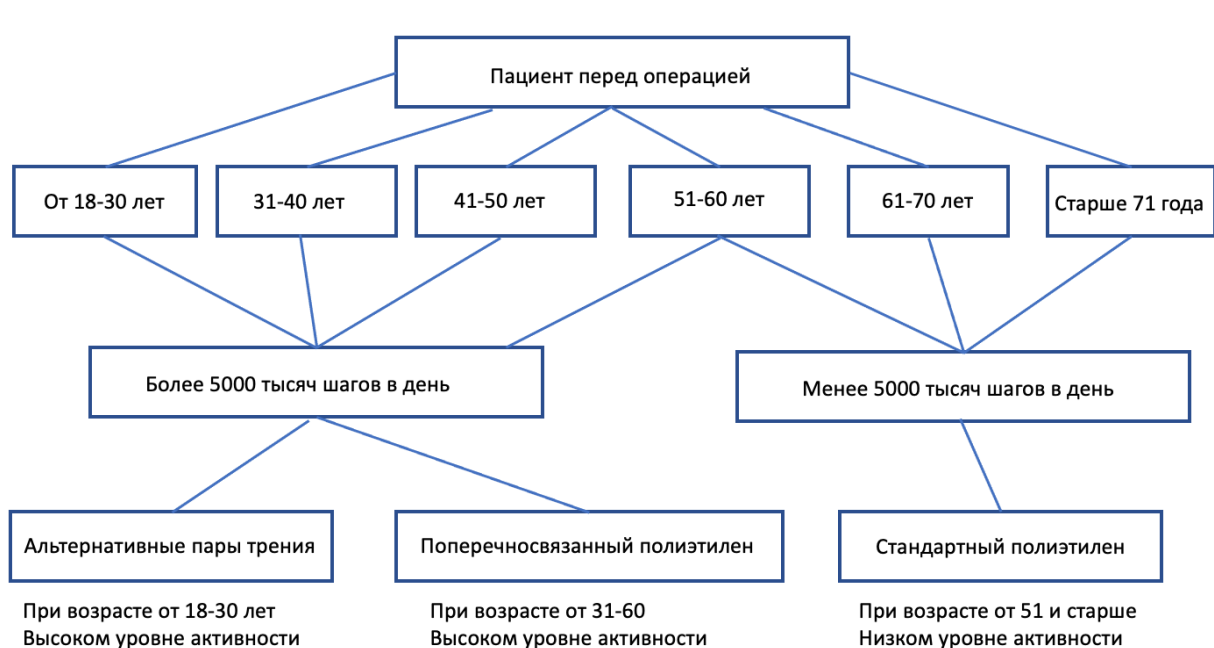 Пациент перед операцией
От 18-30 лет
31-40 лет
41-50 лет
51-60 лет
61-70 лет
Старше 71 года
Более 5000 тысяч шагов в день
Менее 5000 тысяч шагов в день
Альтернативные пары трения
Поперечносвязанный полиэтилен
Стандартный полиэтилен
При возрасте от 18-30 лет
Высоком уровне активности
При возрасте от 31-60
Высоком уровне активности
При возрасте от 51 и старше
Низком уровне активности